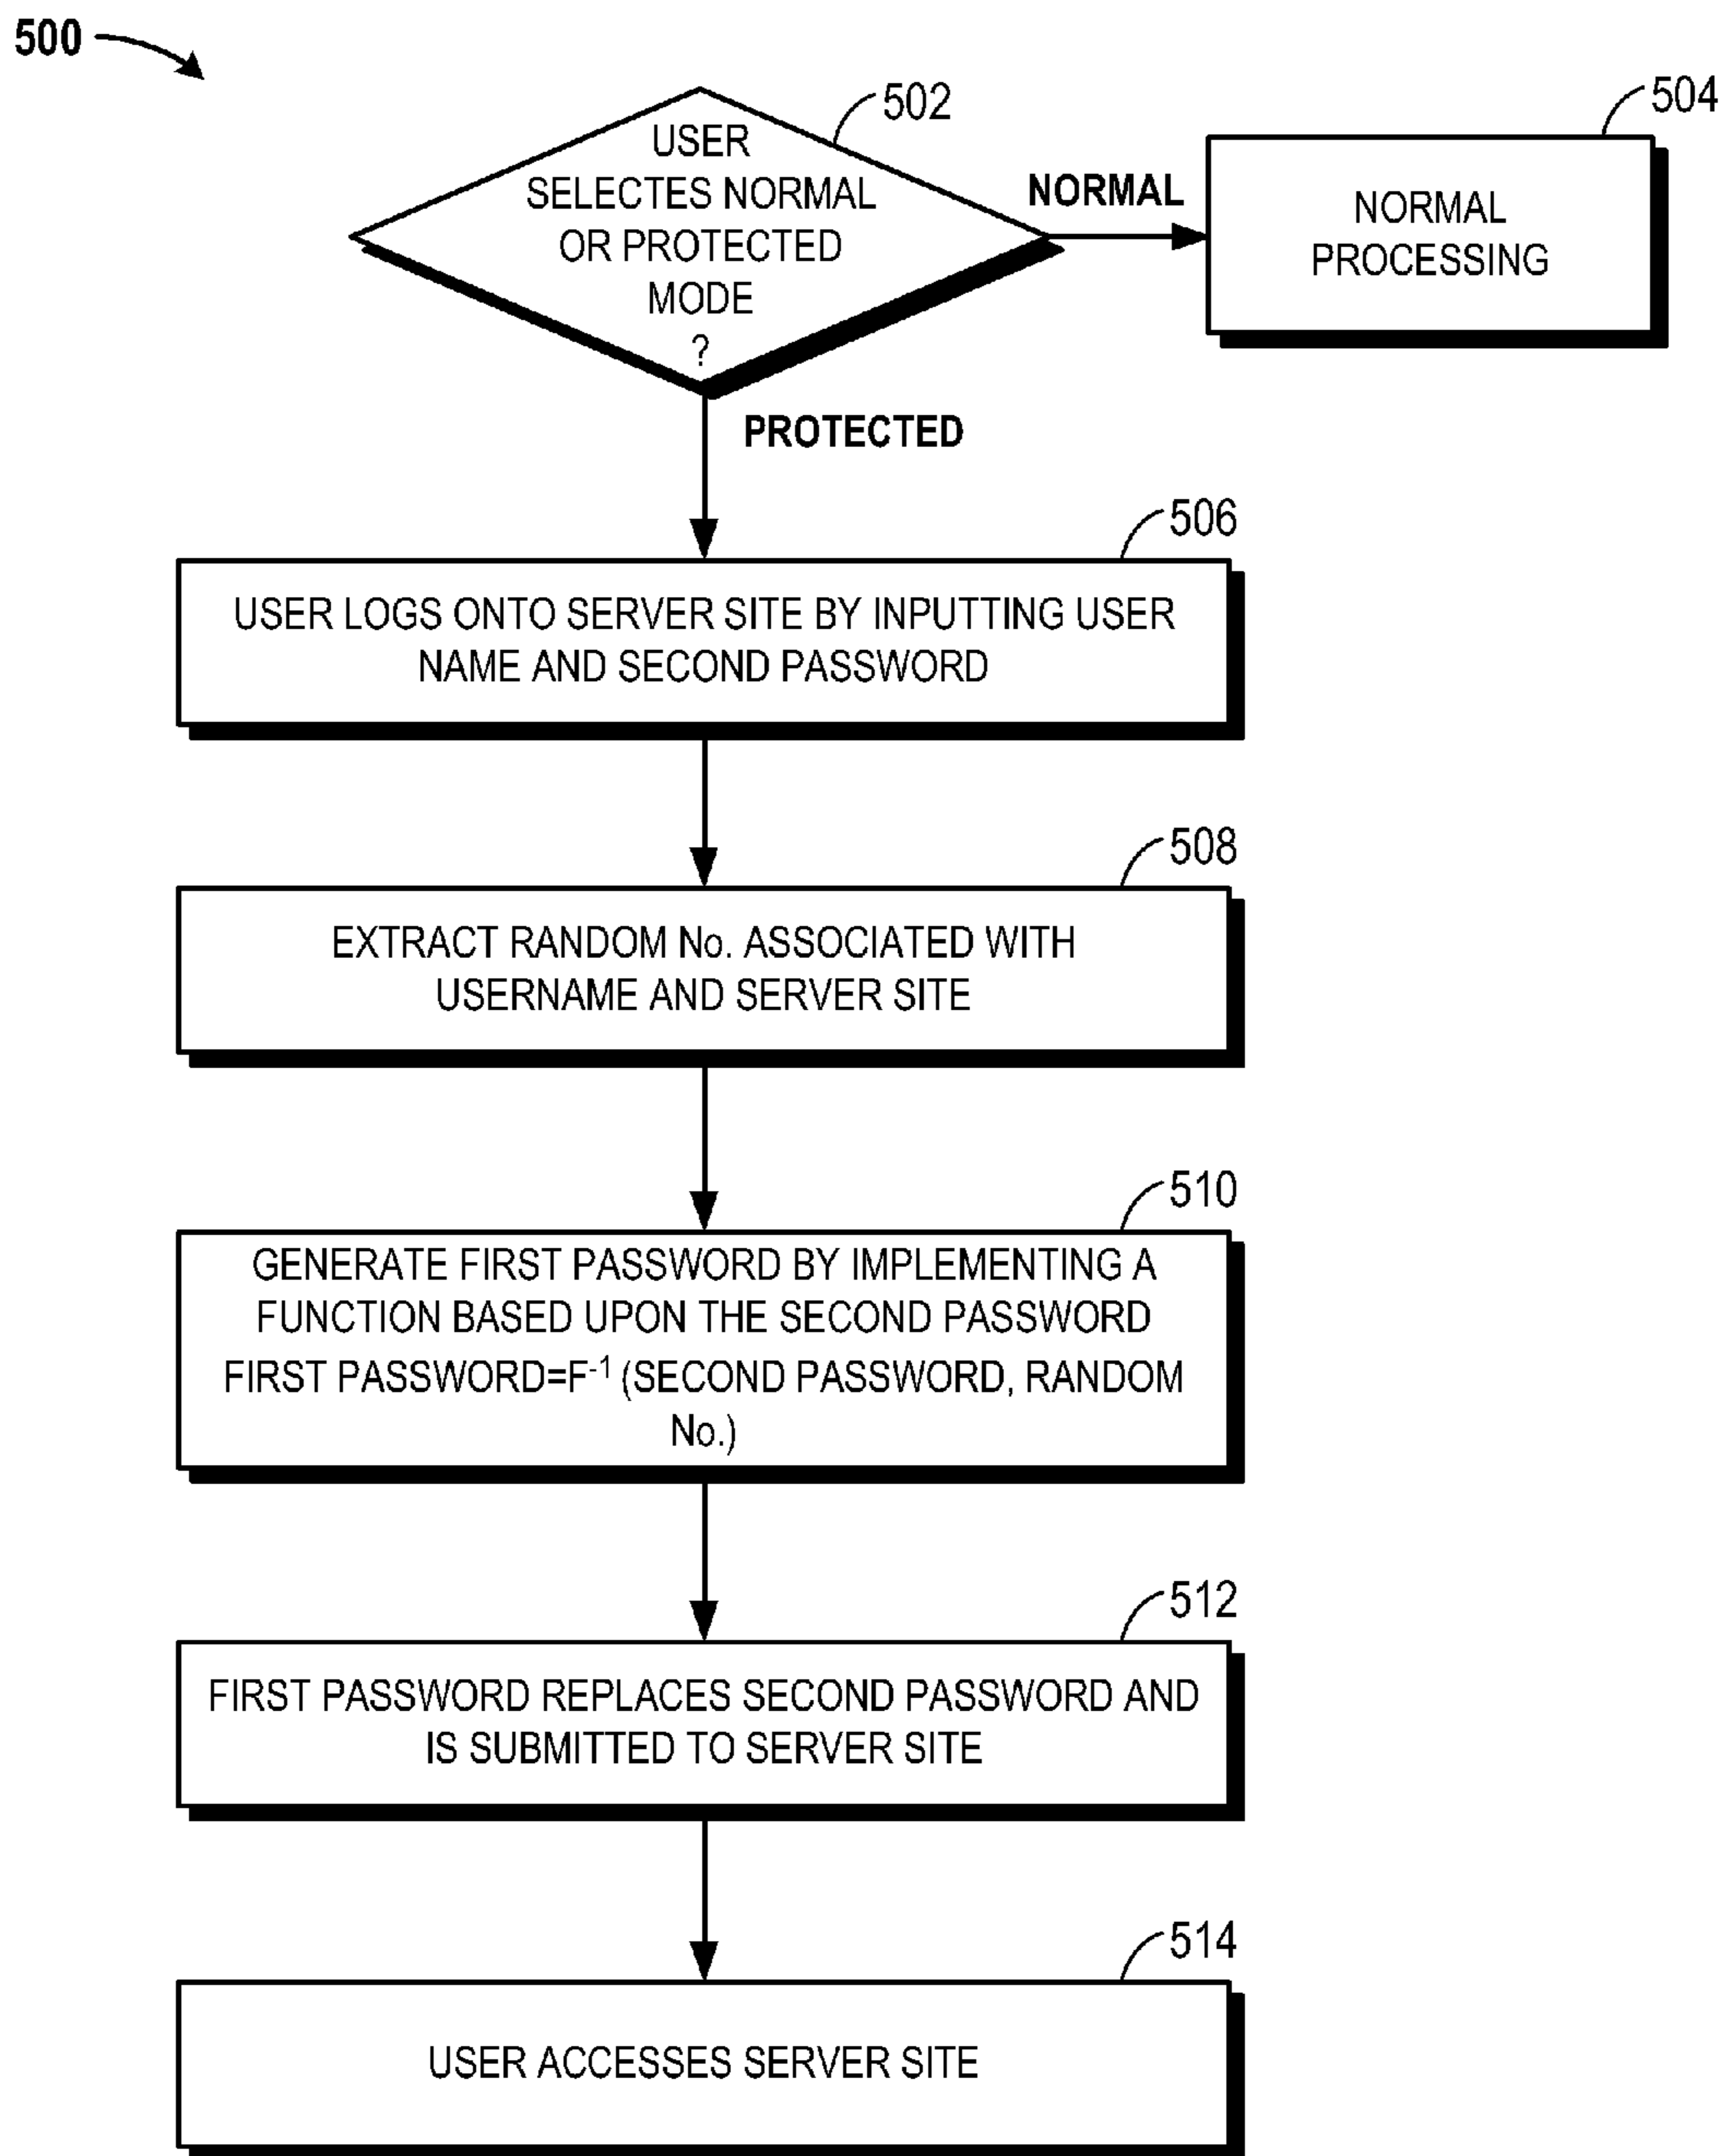 500
502
USER
SELECTES NORMAL
OR PROTECTED
MODE
?
NORMAL
504
NORMAL
PROCESSING
PROTECTED
506
USER LOGS ONTO SERVER SITE BY INPUTTING USER
NAME AND SECOND PASSWORD
508
EXTRACT RANDOM No. ASSOCIATED WITH
USERNAME AND SERVER SITE
510
GENERATE FIRST PASSWORD BY IMPLEMENTING A
FUNCTION BASED UPON THE SECOND PASSWORD
FIRST PASSWORD=F⁻¹ (SECOND PASSWORD, RANDOM
No.)
512
FIRST PASSWORD REPLACES SECOND PASSWORD AND
IS SUBMITTED TO SERVER SITE
514
USER ACCESSES SERVER SITE